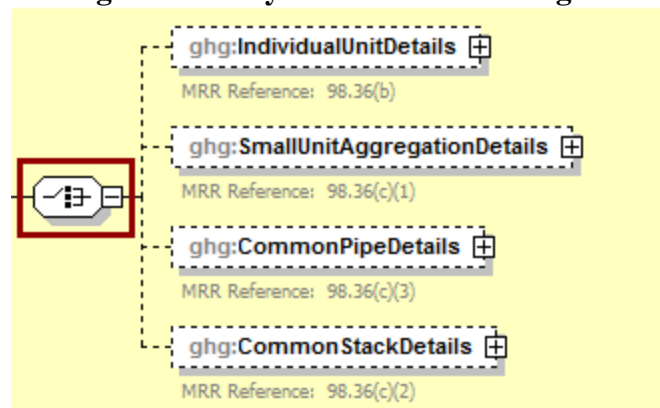 ghg:IndividualUnitDetails
MRR Reference: 98.36(b)
ghg:SmallUnitAggregationDetails
MRR Reference: 98.36(c)(1)
ghg:CommonPipeDetails
MRR Reference: 98.36(c)(3)
ghg:CommonStackDetails
MRR Reference: 98.36(c)(2)